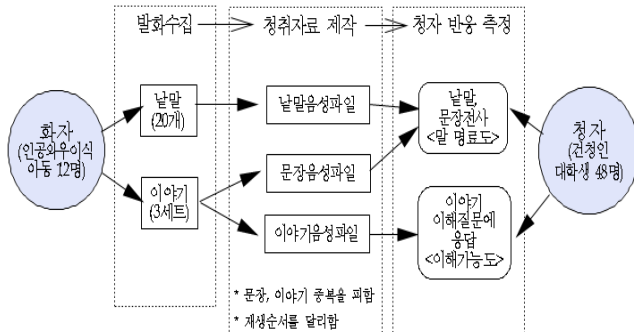 발화수집
청취자료 제작
청자 반응 측정
화자
(인공와우이식
아동 12명)
낱말
(20개)
이야기
(3세트)
낱말음성파일
문장음성파일
이야기음성파일
낱말,
문장전사
<말 명료도>
이야기
이해질문에
응답
<이해가능도>
청자
(건청인
대학생 48명)
* 문장, 이야기 중복을 피함
* 재생순서를 달리함